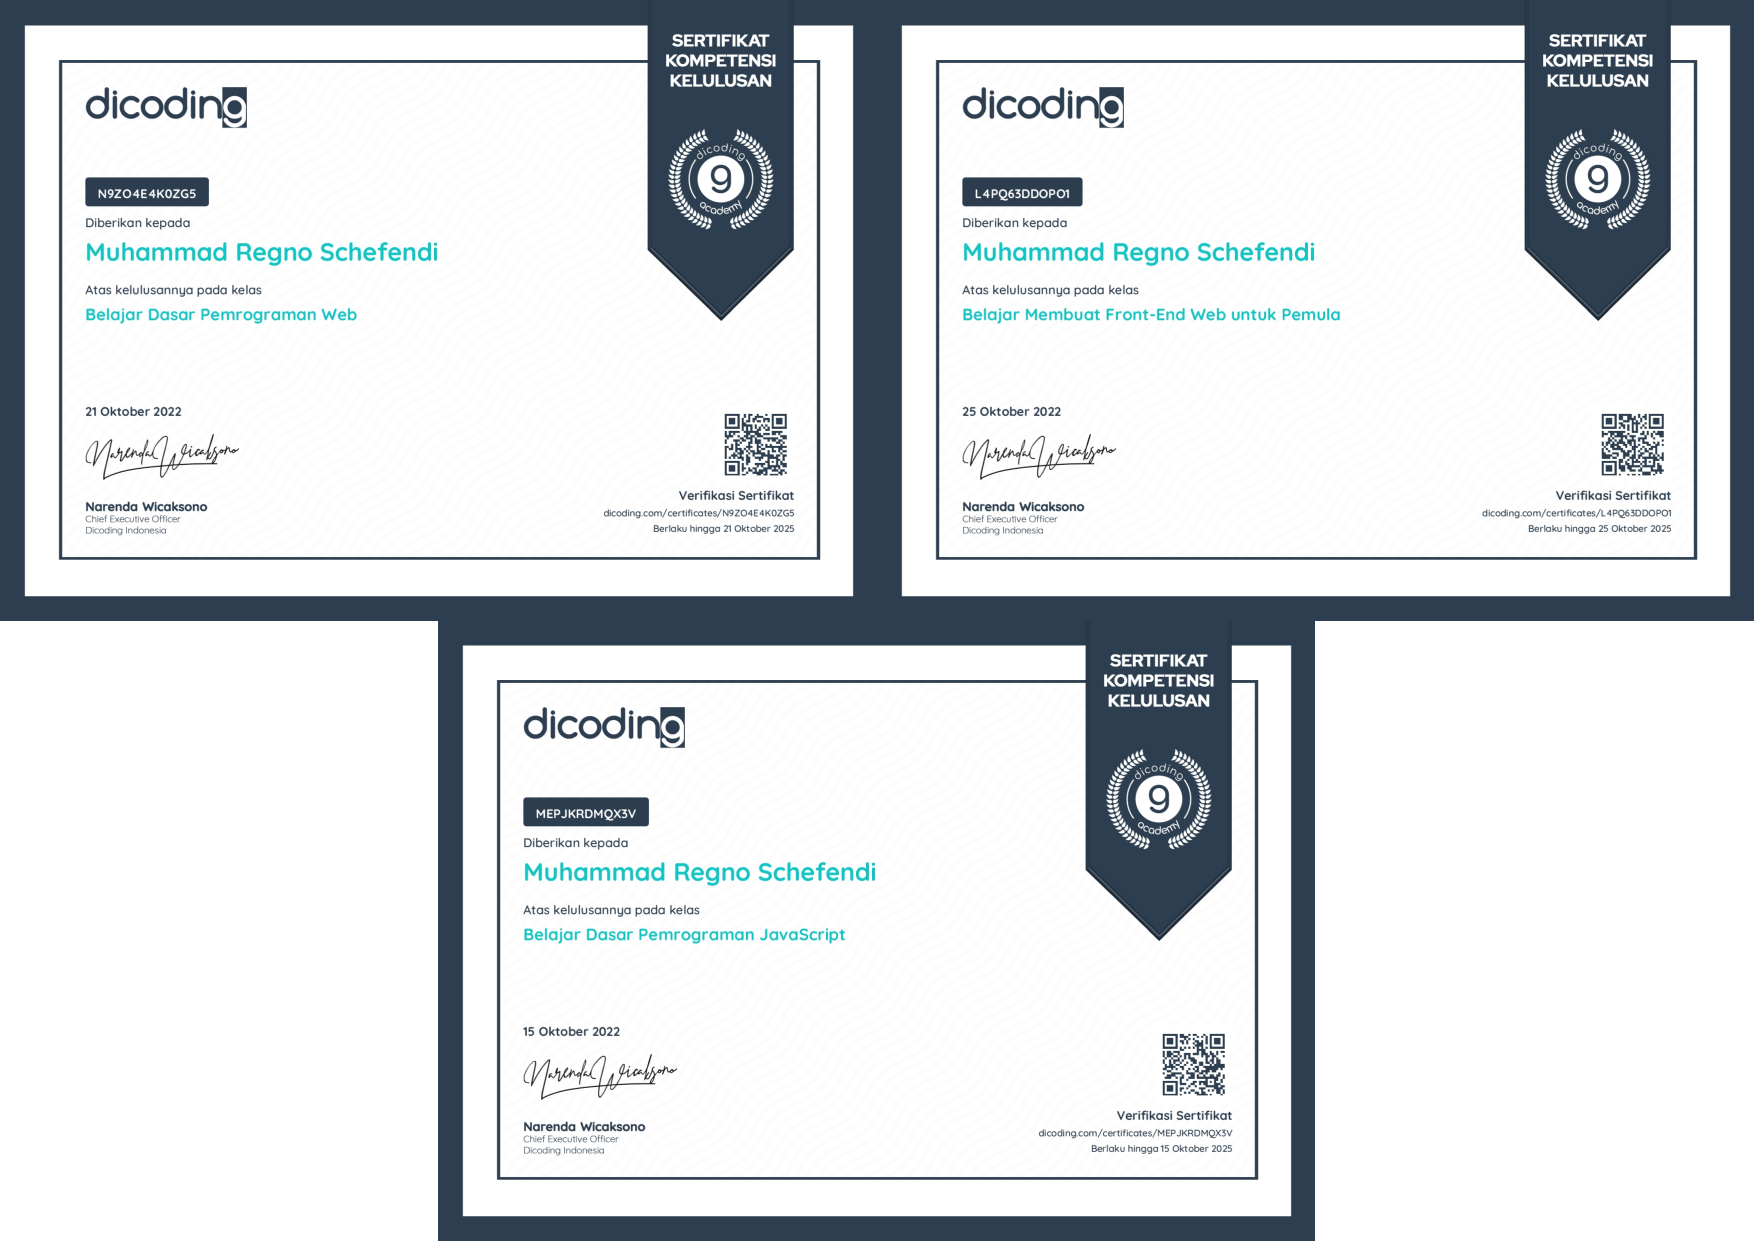 SERTIFIKAT
KOMPETENSI
KELULUSAN
dicoding
dicoding
9
academy
N9ZO4E4K0ZG5
Diberikan kepada
Muhammad Regno Schefendi
Atas kelulusannya pada kelas
Belajar Dasar Pemrograman Web
21 Oktober 2022
Narenda Wicaksono
Narenda Wicaksono
Chief Executive Officer
Dicoding Indonesia
Verifikasi Sertifikat
dicoding.com/certificates/N9ZO4E4K0ZG5
Berlaku hingga 21 Oktober 2025
SERTIFIKAT
KOMPETENSI
KELULUSAN
dicoding
dicoding
9
academy
L4PQ63DDOPO1
Diberikan kepada
Muhammad Regno Schefendi
Atas kelulusannya pada kelas
Belajar Membuat Front-End Web untuk Pemula
25 Oktober 2022
Narenda Wicaksono
Narenda Wicaksono
Chief Executive Officer
Dicoding Indonesia
Verifikasi Sertifikat
dicoding.com/certificates/L4PQ63DDOPO1
Berlaku hingga 25 Oktober 2025
SERTIFIKAT
KOMPETENSI
KELULUSAN
dicoding
dicoding
9
academy
MEPJKRDMQX3V
Diberikan kepada
Muhammad Regno Schefendi
Atas kelulusannya pada kelas
Belajar Dasar Pemrograman JavaScript
15 Oktober 2022
Narenda Wicaksono
Narenda Wicaksono
Chief Executive Officer
Dicoding Indonesia
Verifikasi Sertifikat
dicoding.com/certificates/MEPJKRDMQX3V
Berlaku hingga 15 Oktober 2025